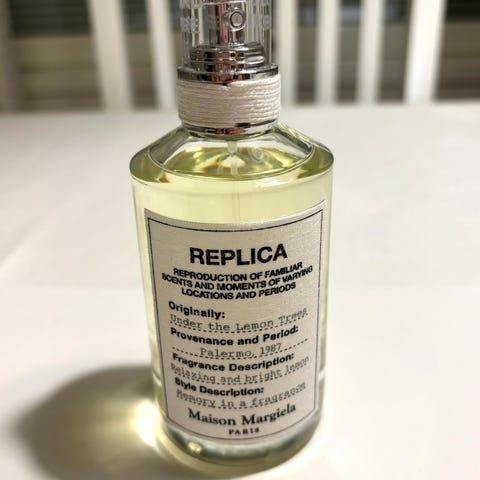 REPLICA
REPRODUCTION OF FAMILIAR
SCENTS AND MOMENTS OF VARYING
LOCATIONS AND PERIODS
Originally:
Under the Lemon Trees
Provenance and Period:
Palermo, 1987
Fragrance Description:
Relaxing and bright lemon
Style Description:
Memory in a fragrance
Maison Margiela
PARIS